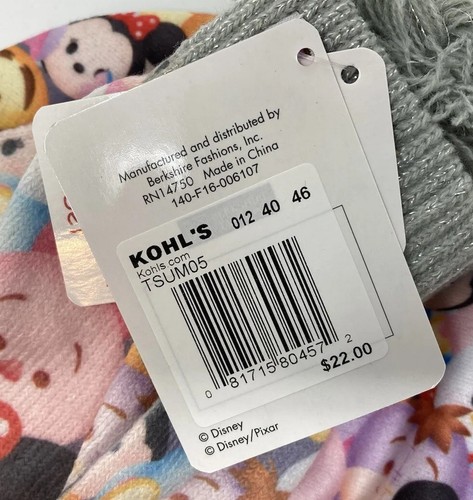 Manufactured and distributed by
Berkshire Fashions, Inc.
RN14750 Made in China
140-F16-006107
KOHL'S 012 40 46
Kohls.com
TSUM05
0 81715 80457 2
$22.00
© Disney
© Disney/Pixar